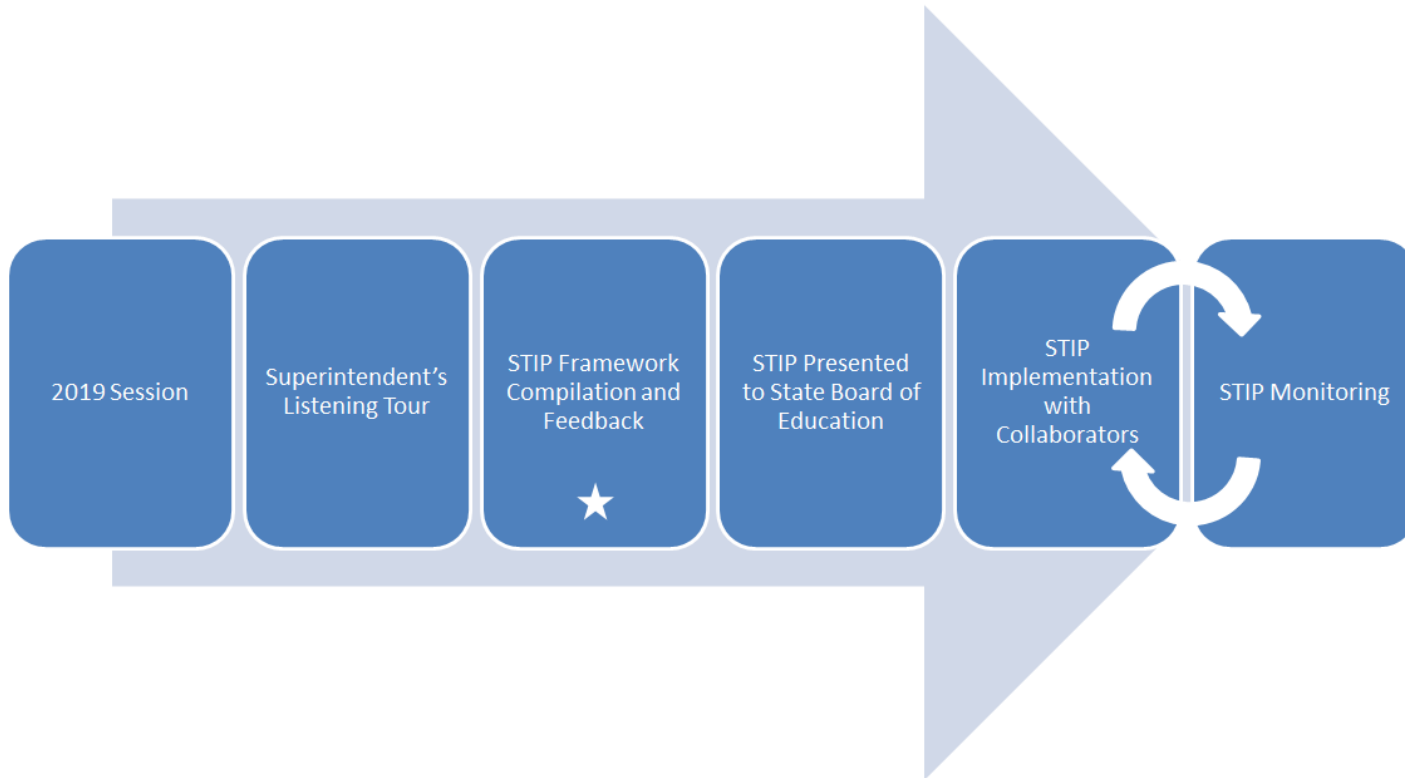 2019 Session
Superintendent’s
Listening Tour
STIP Framework
Compilation and
Feedback
STIP Presented
to State Board of
Education
STIP
Implementation
with
Collaborators
STIP Monitoring